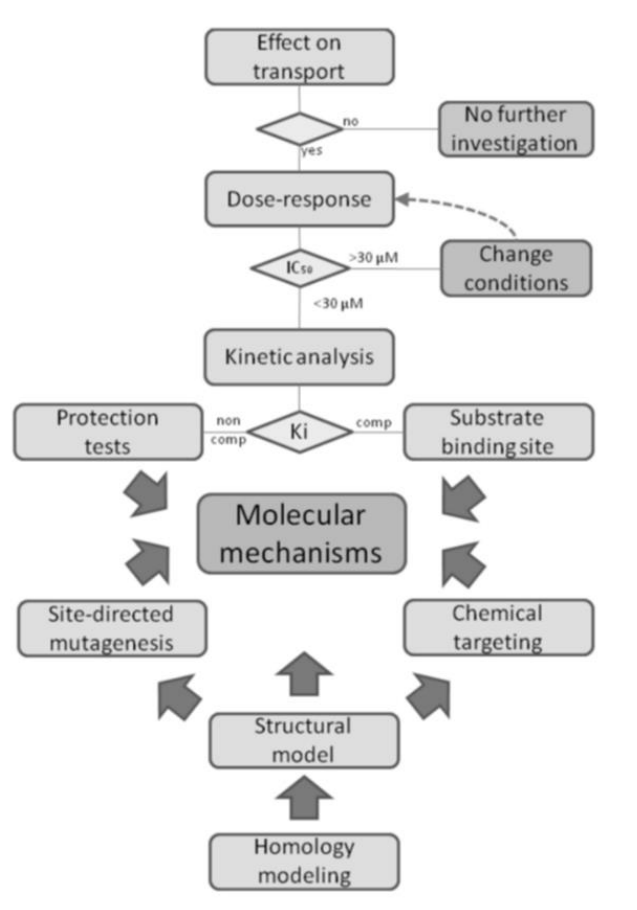 Effect on
transport
no
No further
investigation
yes
Dose-response
IC₅₀
>30 µM
Change
conditions
<30 µM
Kinetic analysis
Protection
tests
non
comp
Ki
comp
Substrate
binding site
Molecular
mechanisms
Site-directed
mutagenesis
Chemical
targeting
Structural
model
Homology
modeling